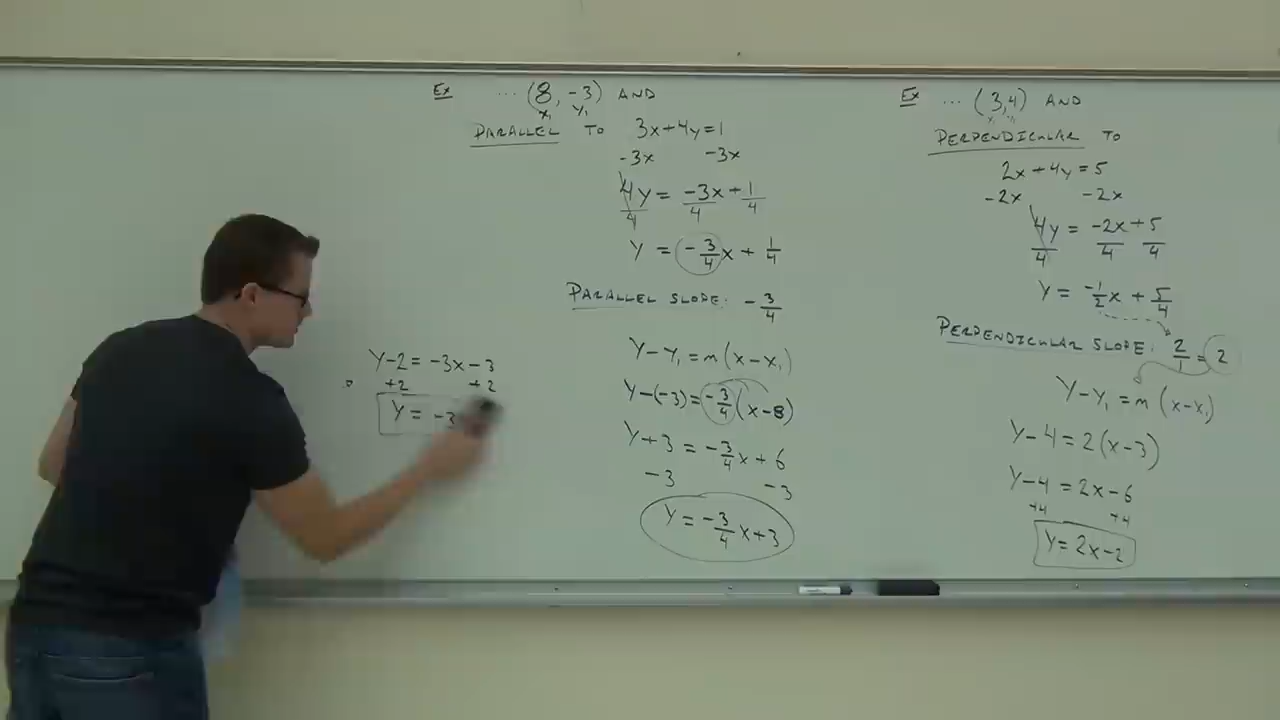 Y-2 = -3x - 3
+2 +2
Y = -3
Ex ... (8, -3) AND
x₁ y₁
PARALLEL TO 3x+4y=1
-3x -3x
4y/4 = -3x/4 + 1/4
Y = -3/4 x + 1/4
PARALLEL SLOPE: -3/4
Y-Y₁ = m(x-x₁)
Y-(-3) = -3/4(x-8)
Y+3 = -3/4 x + 6
-3 -3
Y = -3/4 x + 3
Ex ... (3,4) AND
x₁ y₁
PERPENDICULAR TO
2x+4y=5
-2x -2x
4y/4 = -2x/4 + 5/4
Y = -1/2 x + 5/4
PERPENDICULAR SLOPE: 2/1 = 2
Y-Y₁ = m(x-x₁)
Y-4 = 2(x-3)
Y-4 = 2x-6
+4 +4
Y = 2x-2